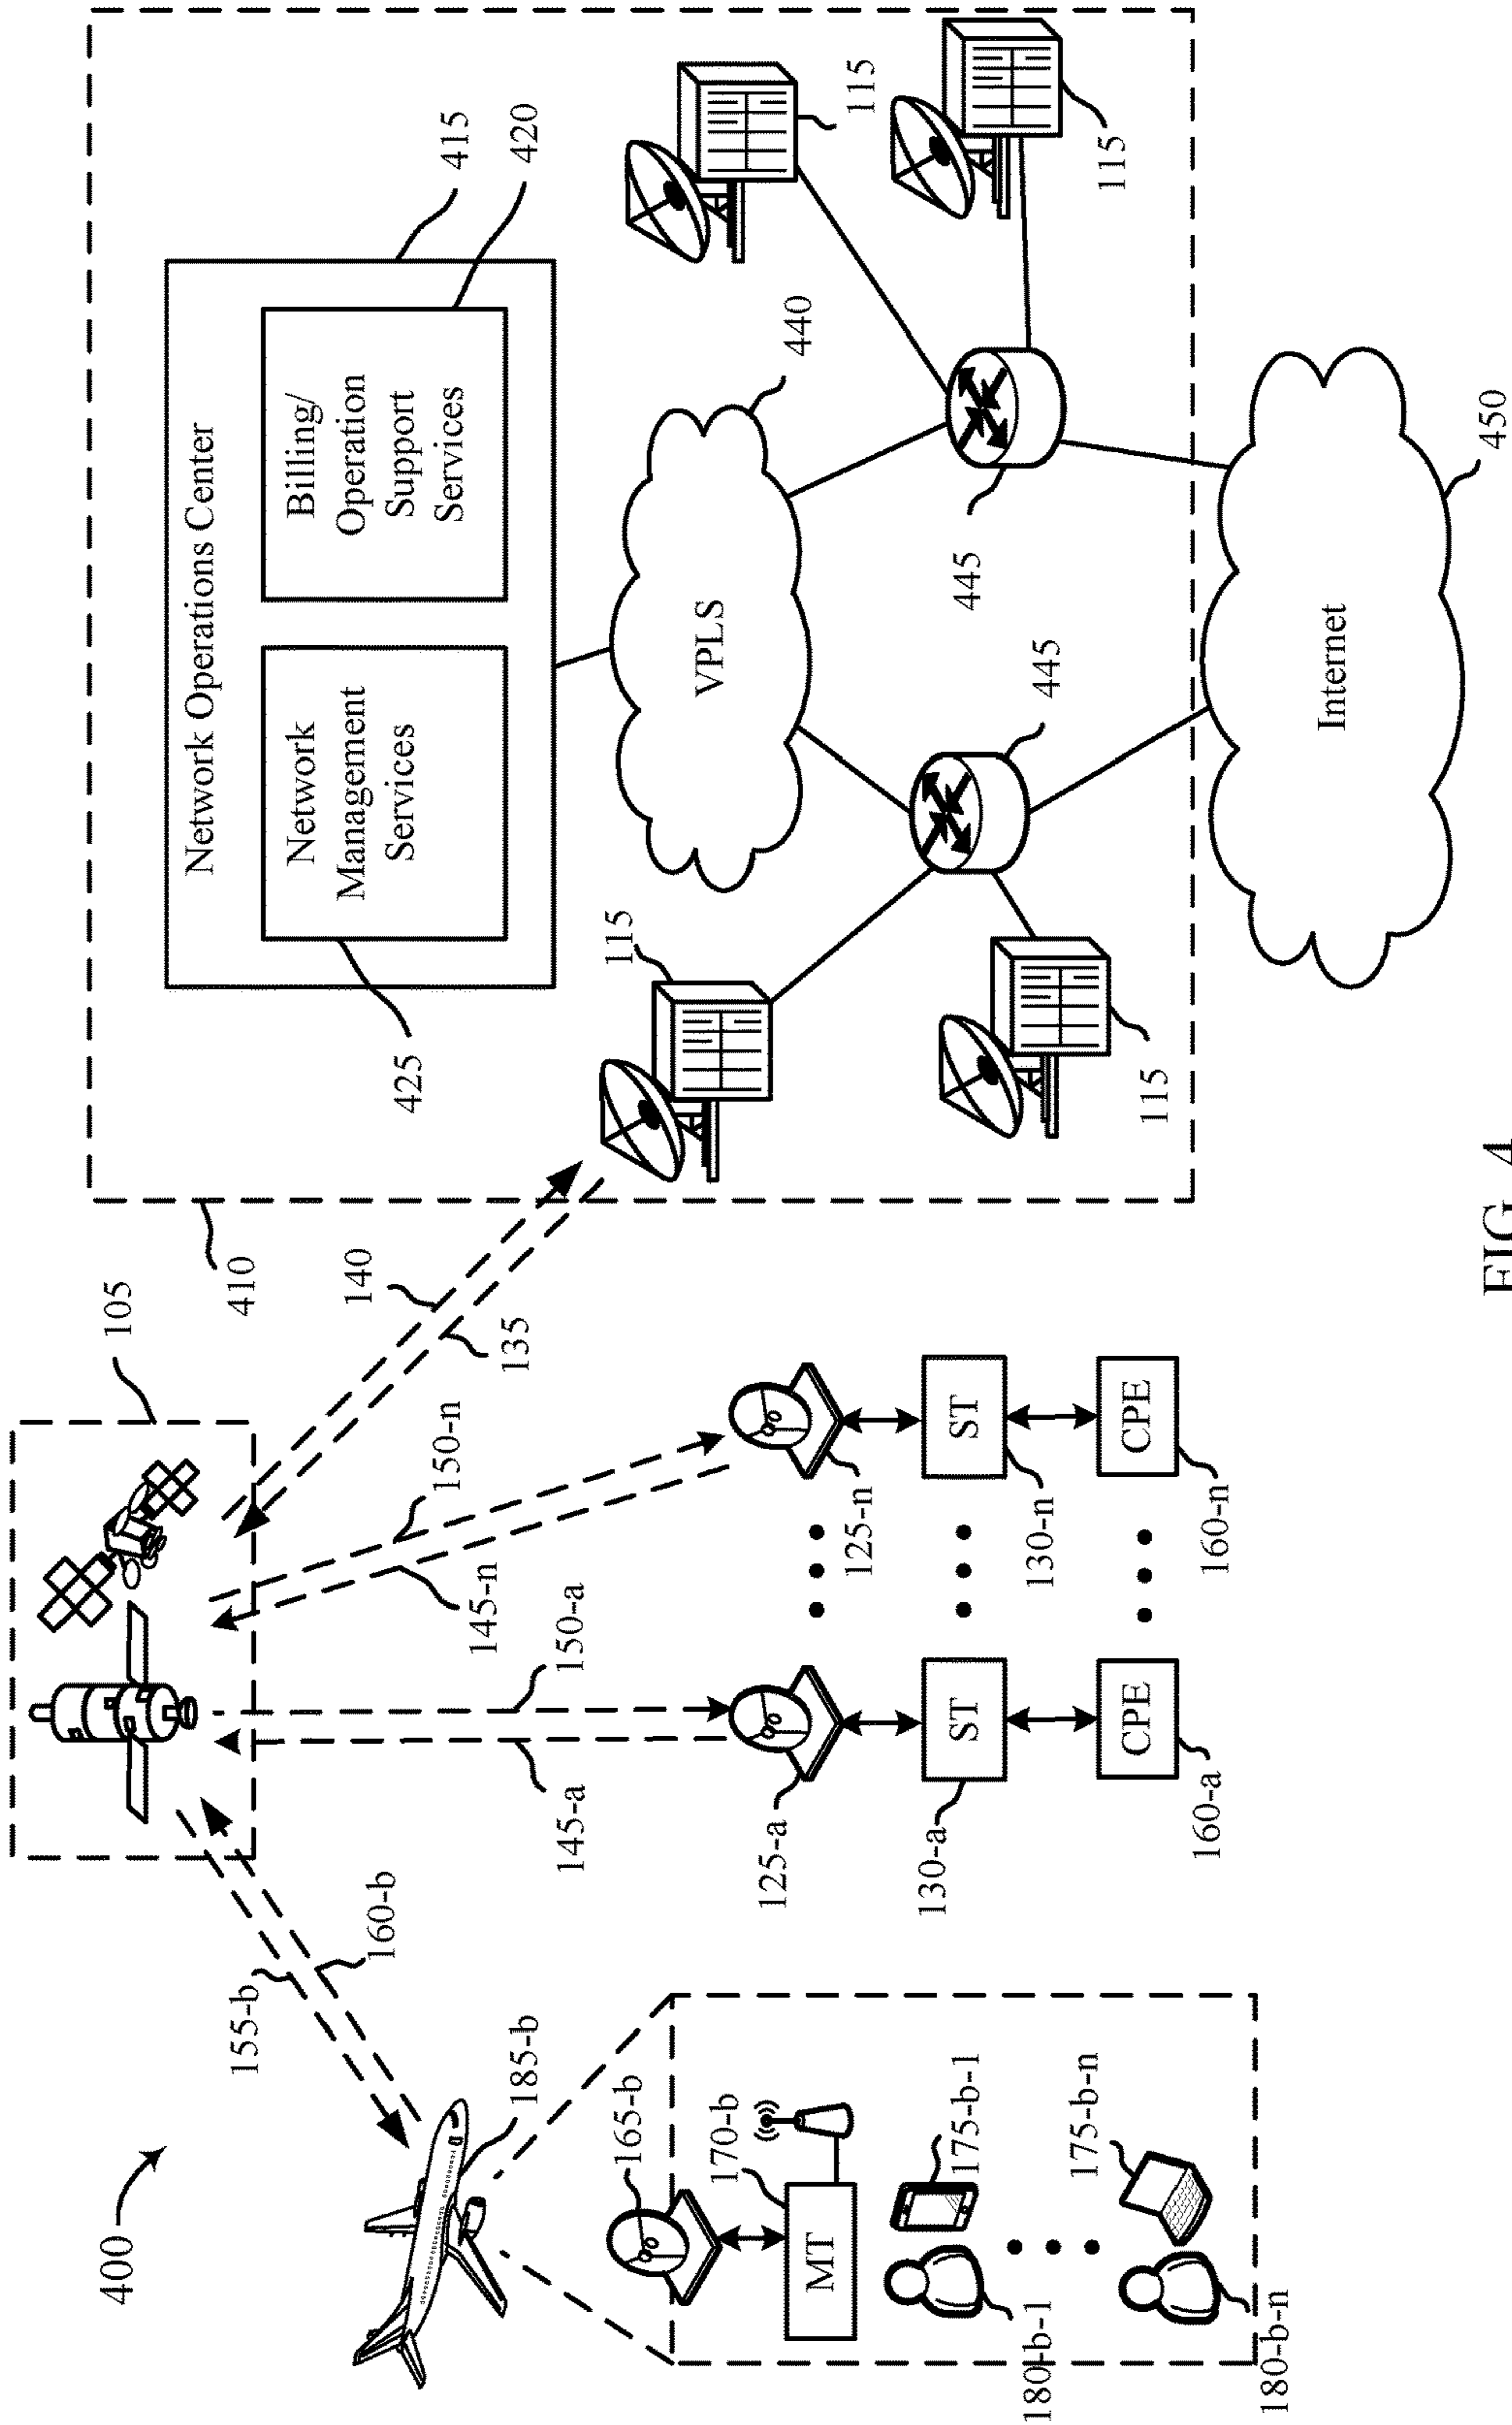 400
105
410
Network Operations Center
415
Network
Management
Services
Billing/
Operation
Support
Services
425
420
155-b
160-b
140
135
185-b
145-a
150-a
145-n
150-n
VPLS
440
115
115
165-b
170-b
MT
125-a
125-n
175-b-1
130-a
ST
ST
130-n
445
445
115
115
180-b-1
175-b-n
CPE
CPE
160-a
160-n
180-b-n
Internet
450
FIG. 4